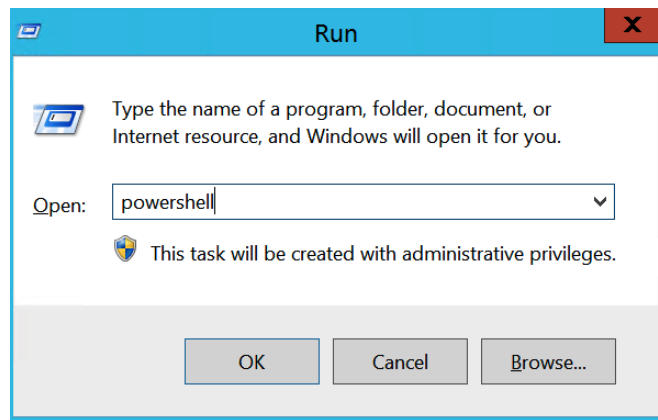 Run
X
Type the name of a program, folder, document, or
Internet resource, and Windows will open it for you.
Open: powershell
This task will be created with administrative privileges.
OK Cancel Browse...